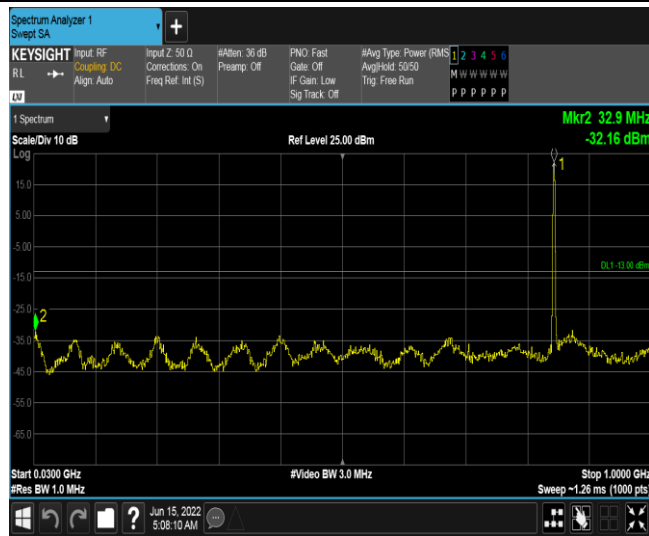 Spectrum Analyzer 1
Swept SA
+
KEYSIGHT
RL
LXI
Input: RF
Coupling: DC
Align: Auto
Input Z: 50 Ω
Corrections: On
Freq Ref: Int (S)
#Atten: 36 dB
Preamp: Off
PNO: Fast
Gate: Off
IF Gain: Low
Sig Track: Off
#Avg Type: Power (RMS
Avg|Hold: 50/50
Trig: Free Run
1 2 3 4 5 6
M W W W W W
P P P P P P
1 Spectrum
Scale/Div 10 dB
Ref Level 25.00 dBm
Mkr2 32.9 MHz
-32.16 dBm
Log
15.0
5.00
-5.00
-15.0
-25.0
-35.0
-45.0
-55.0
-65.0
1
2
DL1 -13.00 dBm
Start 0.0300 GHz
#Video BW 3.0 MHz
Stop 1.0000 GHz
#Res BW 1.0 MHz
Sweep ~1.26 ms (1000 pts)
?
Jun 15, 2022
5:08:10 AM